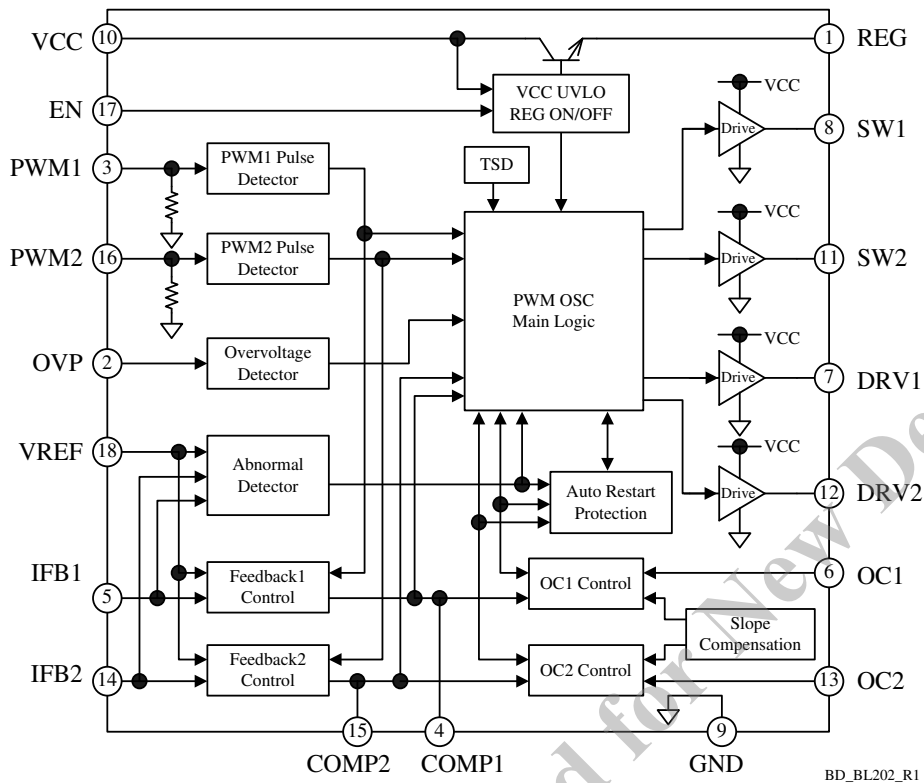 VCC
10
1
REG
EN
17
VCC UVLO
REG ON/OFF
VCC
Drive
8
SW1
PWM1
3
PWM1 Pulse
Detector
TSD
PWM2
16
PWM2 Pulse
Detector
VCC
Drive
11
SW2
PWM OSC
Main Logic
OVP
2
Overvoltage
Detector
VCC
Drive
7
DRV1
VREF
18
Abnormal
Detector
Auto Restart
Protection
VCC
Drive
12
DRV2
IFB1
5
Feedback1
Control
OC1 Control
6
OC1
Slope
Compensation
IFB2
14
Feedback2
Control
OC2 Control
13
OC2
15
4
9
COMP2
COMP1
GND
BD_BL202_R1
d for New De